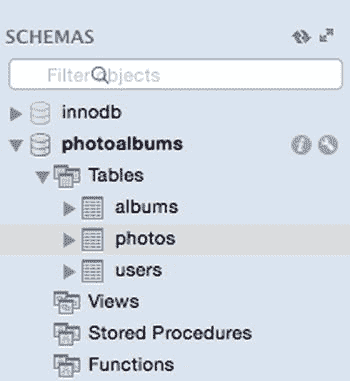 SCHEMAS
Filter objects
innodb
photoalbums
Tables
albums
photos
users
Views
Stored Procedures
Functions